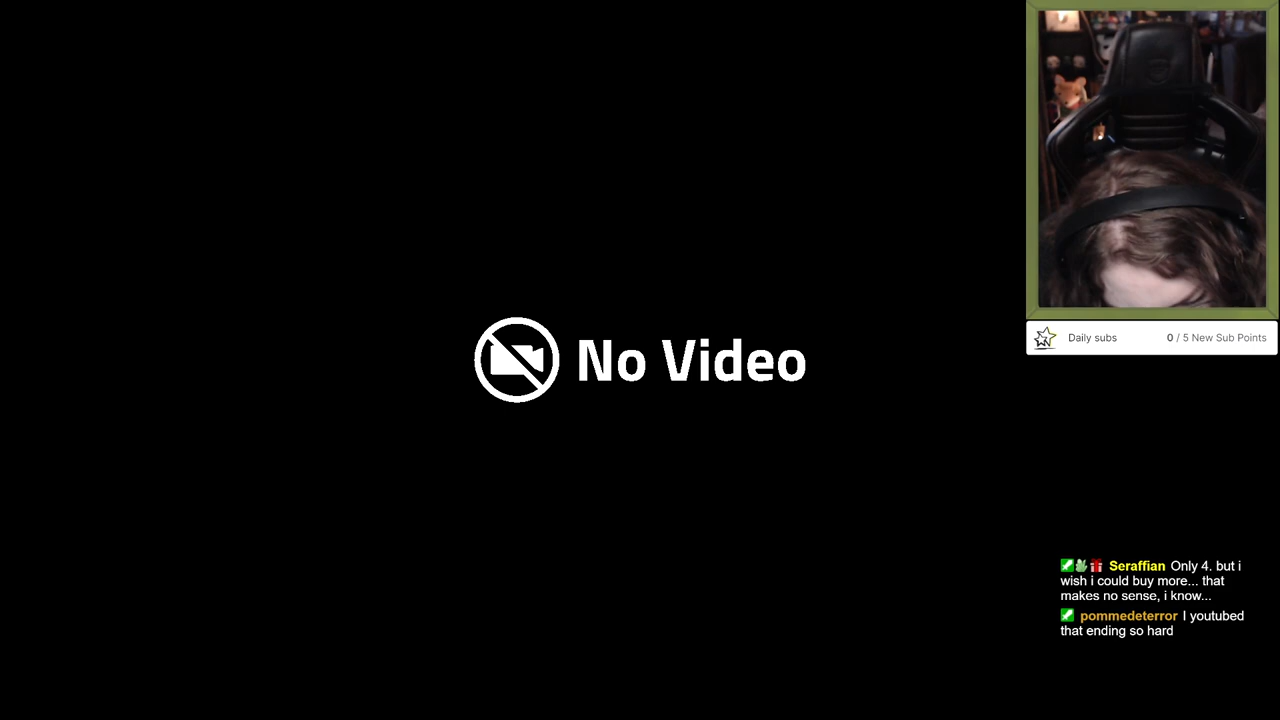 No Video
Daily subs 0 / 5 New Sub Points
Seraffian Only 4. but i
wish i could buy more... that
makes no sense, i know...
pommedeterror I youtubed
that ending so hard